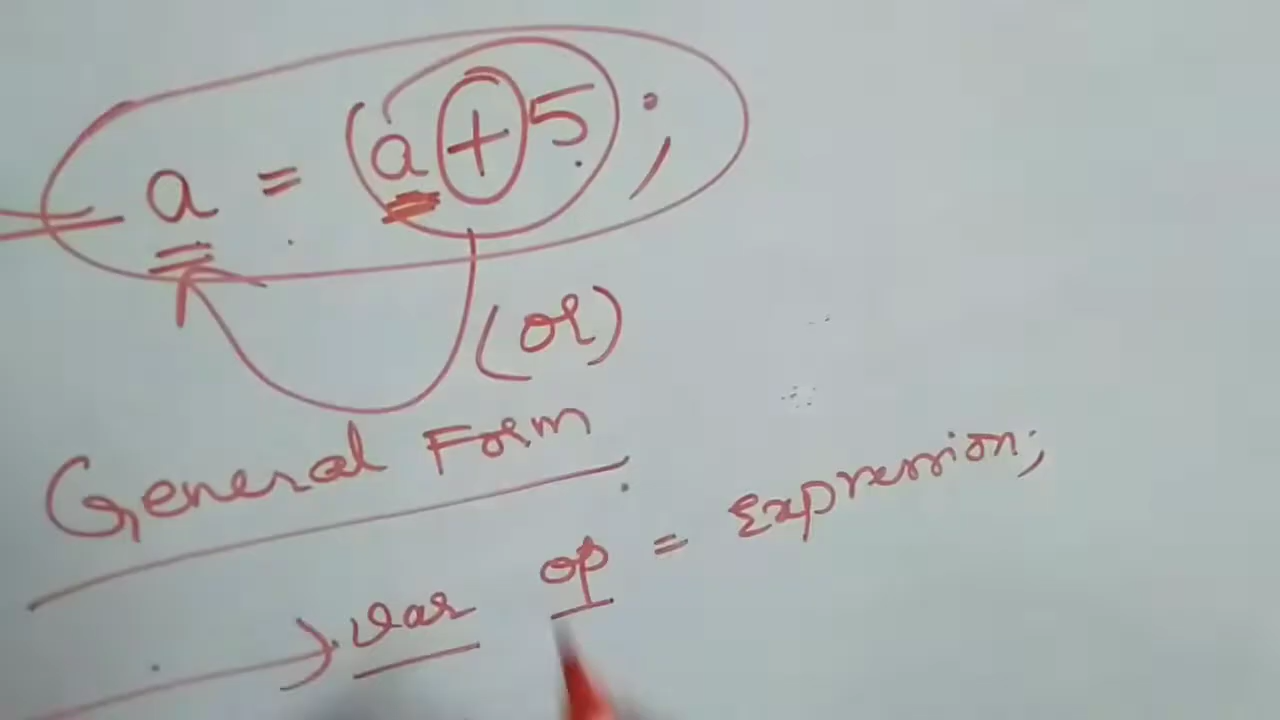 a = (a + 5 ;
(or)
General Form
var op = Expression;